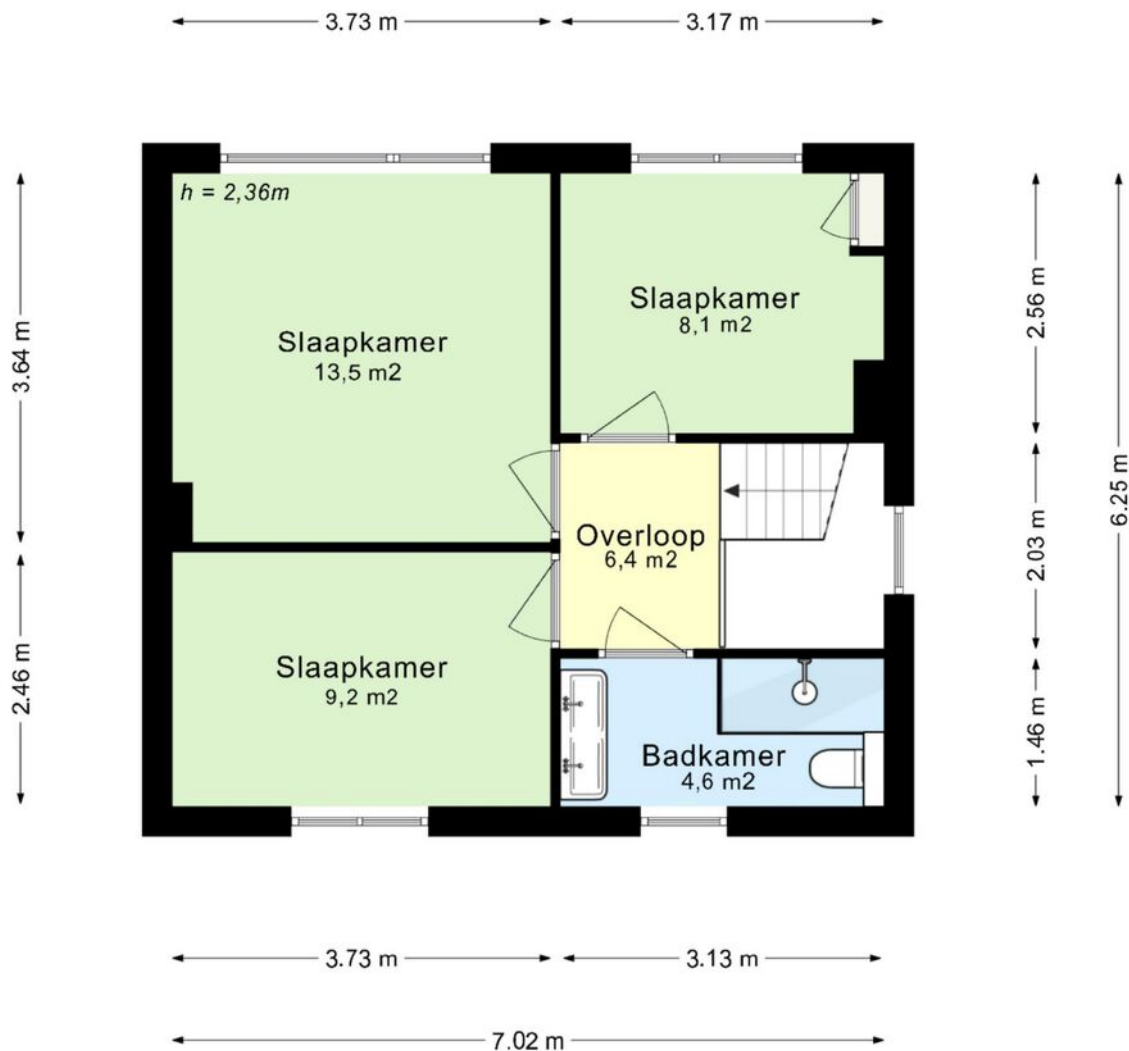 3.73 m
3.17 m
h = 2,36m
Slaapkamer
8,1 m2
Slaapkamer
13,5 m2
3.64 m
2.56 m
6.25 m
Overloop
6,4 m2
2.03 m
Slaapkamer
9,2 m2
2.46 m
Badkamer
4,6 m2
1.46 m
3.73 m
3.13 m
7.02 m